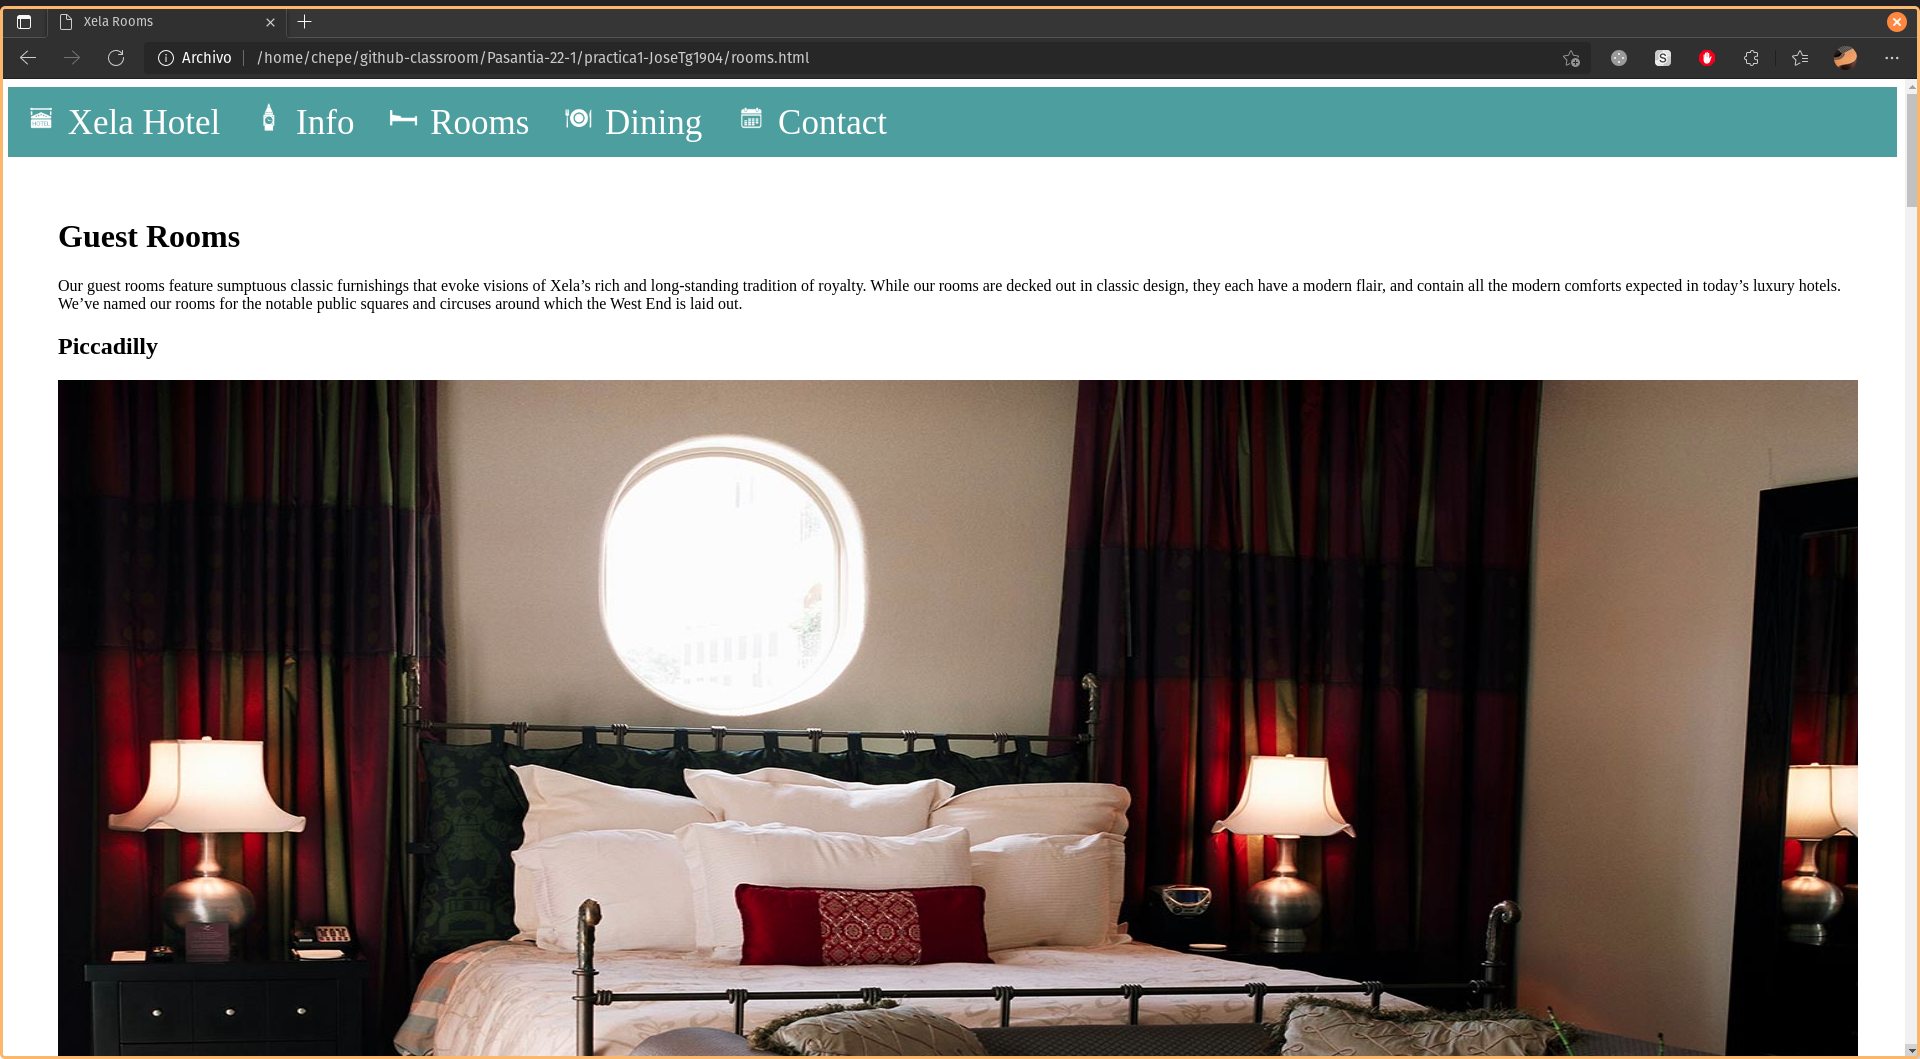 Xela Rooms
Archivo /home/chepe/github-classroom/Pasantia-22-1/practica1-JoseTg1904/rooms.html
S
HOTEL Xela Hotel Info Rooms Dining Contact
Guest Rooms
Our guest rooms feature sumptuous classic furnishings that evoke visions of Xela’s rich and long-standing tradition of royalty. While our rooms are decked out in classic design, they each have a modern flair, and contain all the modern comforts expected in today’s luxury hotels.
We’ve named our rooms for the notable public squares and circuses around which the West End is laid out.
Piccadilly